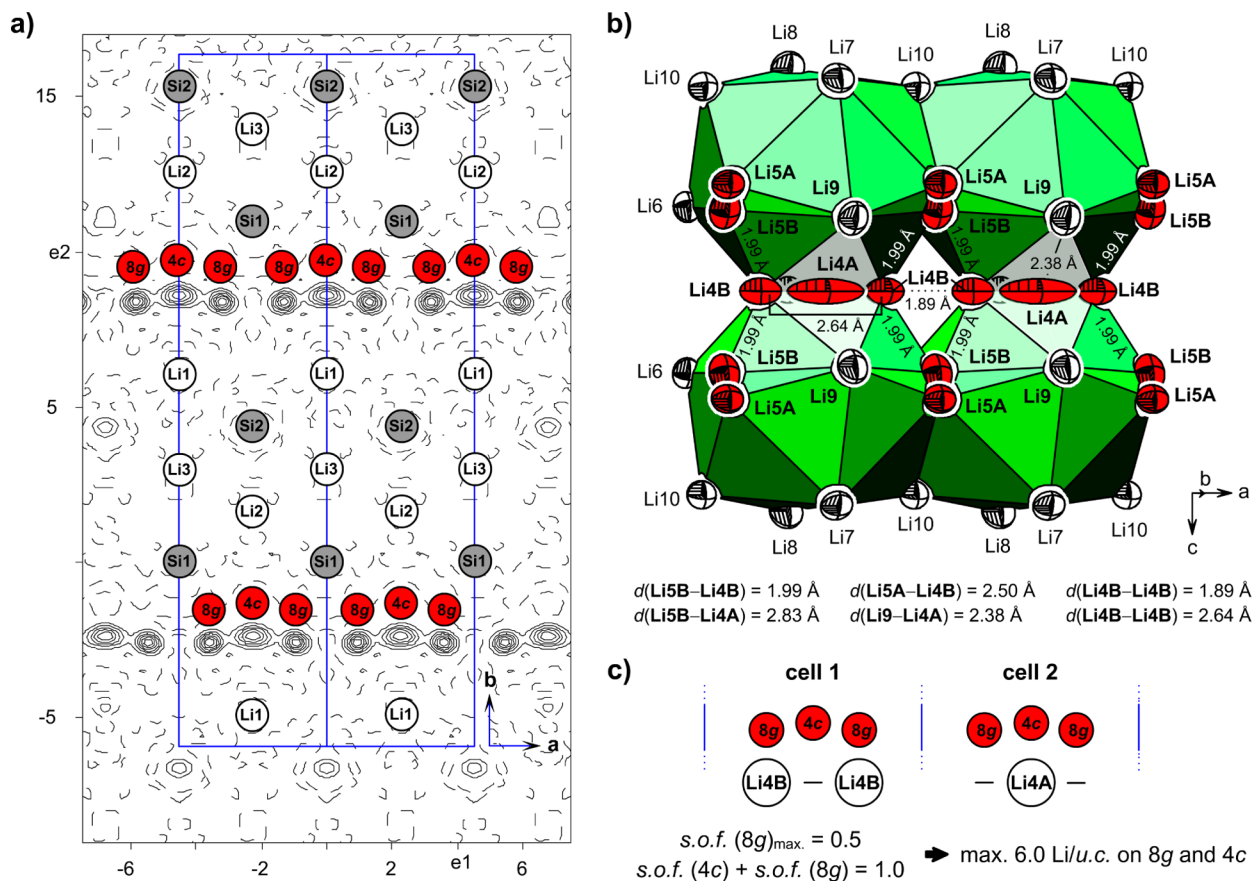 a)
Si2 Si2 Si2
15
Li3 Li3
Li2 Li2 Li2
Si1 Si1
e2
8g 4c 8g 8g 4c 8g 8g 4c 8g
Li1 Li1 Li1
5
Si2 Si2
Li3 Li3 Li3
Li2 Li2
Si1 Si1 Si1
8g 4c 8g 8g 4c 8g
b
-5
Li1 Li1
a
-6 -2 2 e1 6
b)
Li8 Li7 Li8 Li7
Li10 Li10 Li10
Li5A Li9 Li5A Li9 Li5A
Li6 Li5B Li5B Li5B
1.99 Å 1.99 Å 1.99 Å 1.99 Å
Li4A 2.38 Å
Li4B Li4B Li4B
1.89 Å
2.64 Å Li4A
1.99 Å 1.99 Å 1.99 Å 1.99 Å
Li6 Li5B Li5B Li5B
Li5A Li9 Li5A Li9 Li5A
Li10 Li10 Li10
Li8 Li7 Li8 Li7
b
a
c
d(Li5B–Li4B) = 1.99 Å d(Li5A–Li4B) = 2.50 Å d(Li4B–Li4B) = 1.89 Å
d(Li5B–Li4A) = 2.83 Å d(Li9–Li4A) = 2.38 Å d(Li4B–Li4B) = 2.64 Å
c)
cell 1 cell 2
8g 4c 8g 8g 4c 8g
Li4B – Li4B – Li4A –
s.o.f. (8g)max. = 0.5
s.o.f. (4c) + s.o.f. (8g) = 1.0 ➡ max. 6.0 Li/u.c. on 8g and 4c